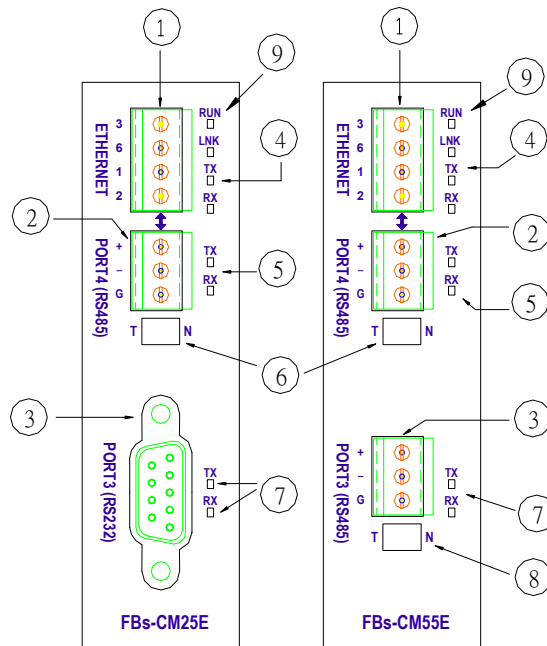 1
1
9
9
3
6
1
2
ETHERNET
RUN
LNK
TX
RX
4
3
6
1
2
ETHERNET
RUN
LNK
TX
RX
4
2
+
−
G
PORT4 (RS485)
TX
RX
5
T
N
6
+
−
G
PORT4 (RS485)
TX
RX
2
5
T
N
3
PORT3 (RS232)
TX
RX
7
+
−
G
PORT3 (RS485)
TX
RX
3
7
T
N
8
FBs-CM25E
FBs-CM55E